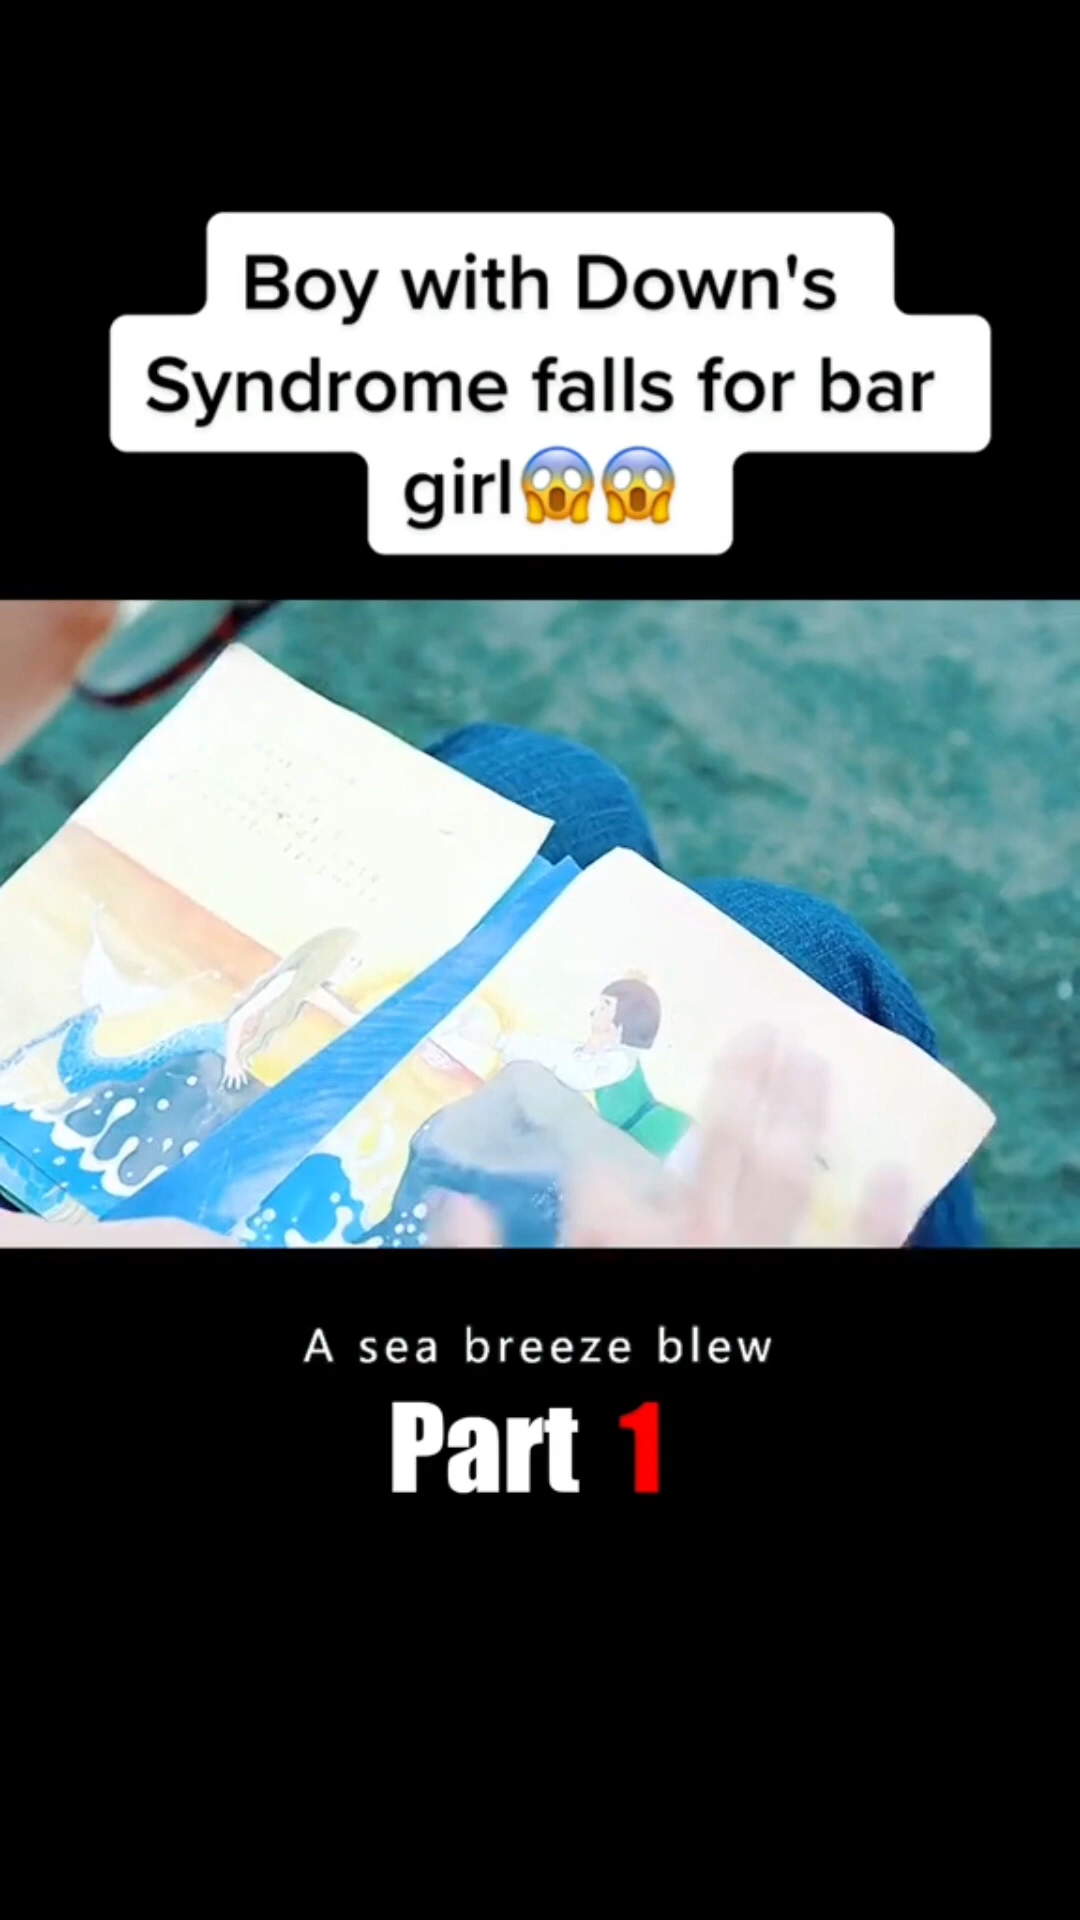 Boy with Down's
Syndrome falls for bar
girl😱😱
A sea breeze blew
Part 1